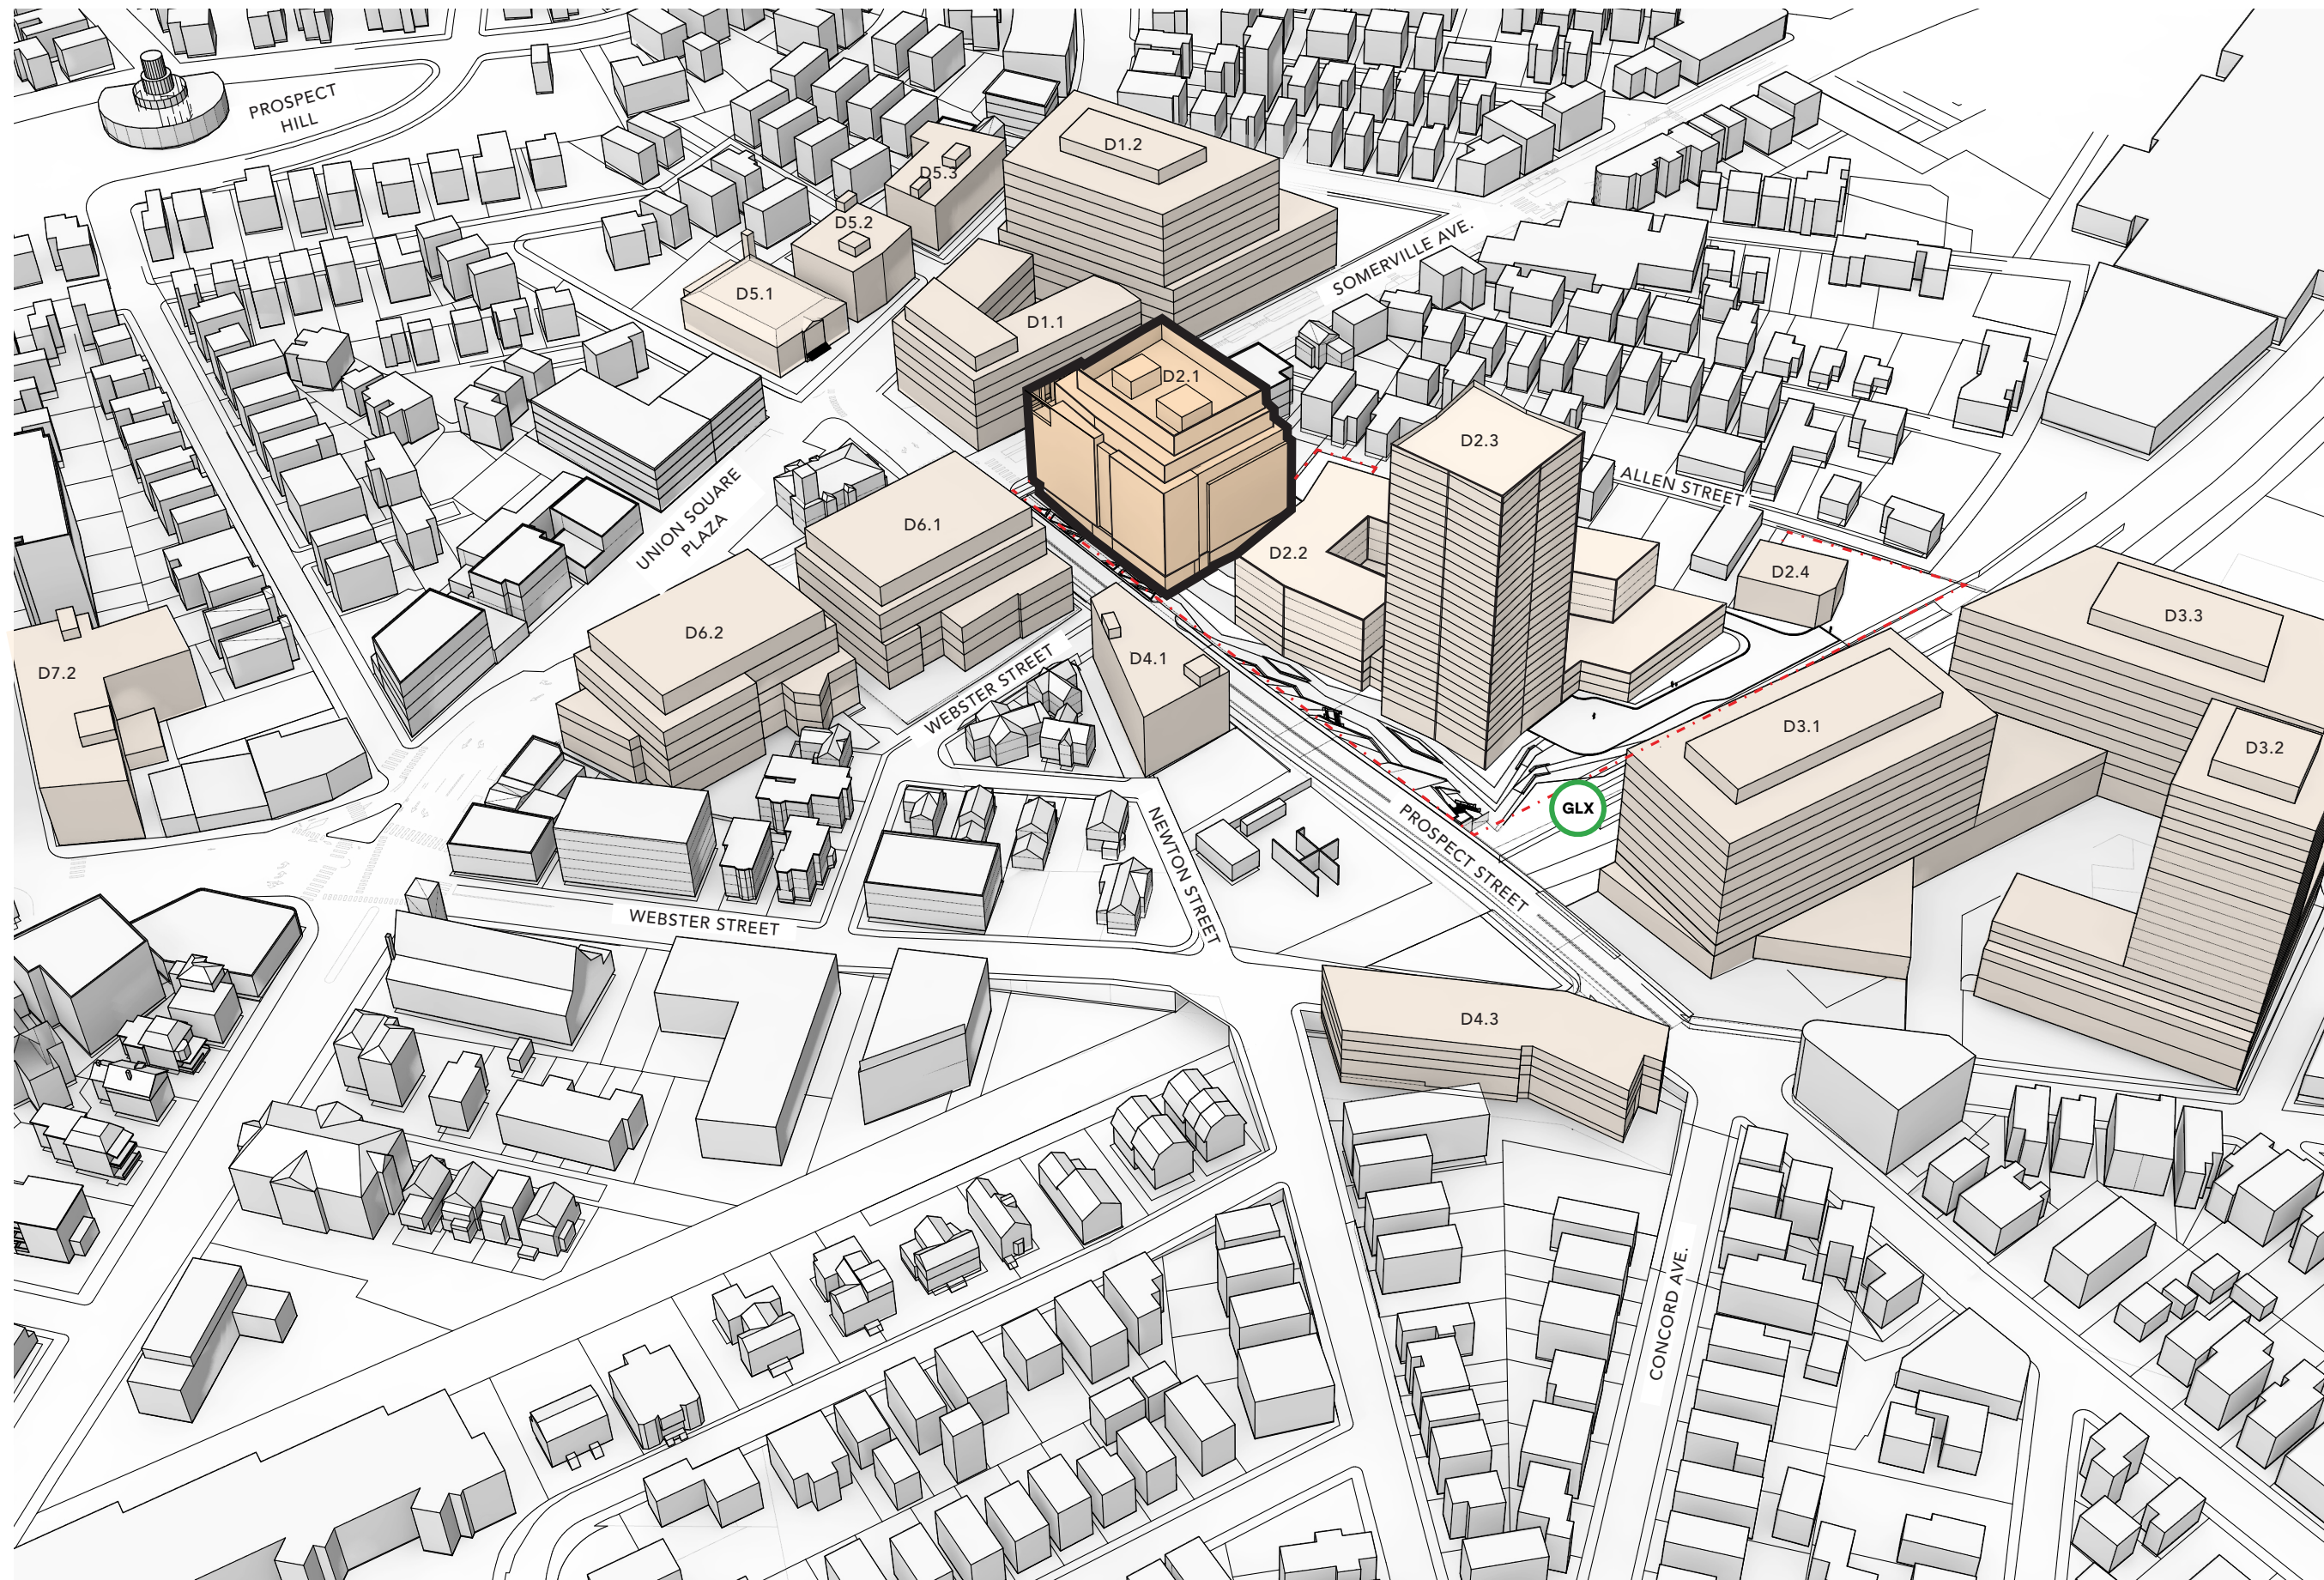 PROSPECT
HILL
D1.2
D5.3
D5.2
SOMERVILLE AVE.
D5.1
D1.1
D2.1
D2.3
ALLEN STREET
UNION SQUARE
PLAZA
D6.1
D2.2
D2.4
D3.3
D6.2
D4.1
D7.2
WEBSTER STREET
D3.1
D3.2
GLX
PROSPECT STREET
NEWTON STREET
WEBSTER STREET
D4.3
CONCORD AVE.